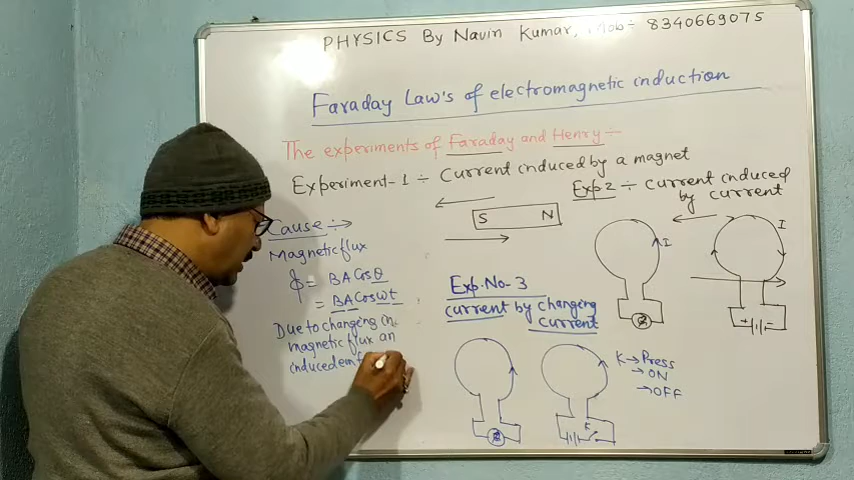 PHYSICS By Navin Kumar, Mob÷ 8340669075
Faraday Law's of electromagnetic induction
The experiments of Faraday and Henry ÷
Experiment-1 ÷ Current induced by a magnet
Exp 2 ÷ Current induced by current
Cause ÷→
Magnetic flux
ϕ = BA Cosθ
= BA Cos ωt
Due to changing in
magnetic flux an
induced emf
S N
I
I
Exp. No-3
current by changing
current
K → Press
→ ON
→ OFF
K